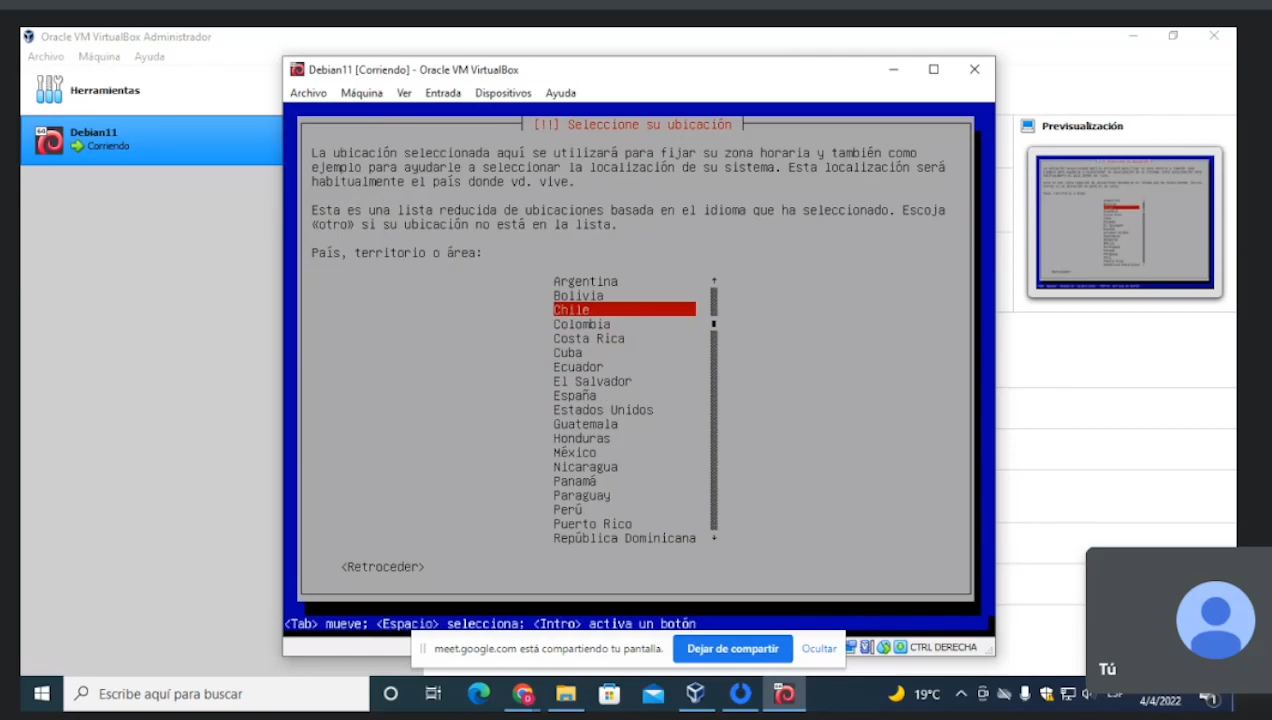 Oracle VM VirtualBox Administrador
Archivo Máquina Ayuda
Herramientas
Debian11
Corriendo
Debian11 [Corriendo] - Oracle VM VirtualBox
Archivo Máquina Ver Entrada Dispositivos Ayuda
[!!] Seleccione su ubicación
La ubicación seleccionada aquí se utilizará para fijar su zona horaria y también como
ejemplo para ayudarle a seleccionar la localización de su sistema. Esta localización será
habitualmente el país donde vd. vive.
Esta es una lista reducida de ubicaciones basada en el idioma que ha seleccionado. Escoja
«otro» si su ubicación no está en la lista.
País, territorio o área:
Argentina
Bolivia
Chile
Colombia
Costa Rica
Cuba
Ecuador
El Salvador
España
Estados Unidos
Guatemala
Honduras
México
Nicaragua
Panamá
Paraguay
Perú
Puerto Rico
República Dominicana
<Retroceder>
<Tab> mueve; <Espacio> selecciona; <Intro> activa un botón
CTRL DERECHA
Previsualización
meet.google.com está compartiendo tu pantalla.
Dejar de compartir
Ocultar
Tú
Escribe aquí para buscar
19°C
4/4/2022